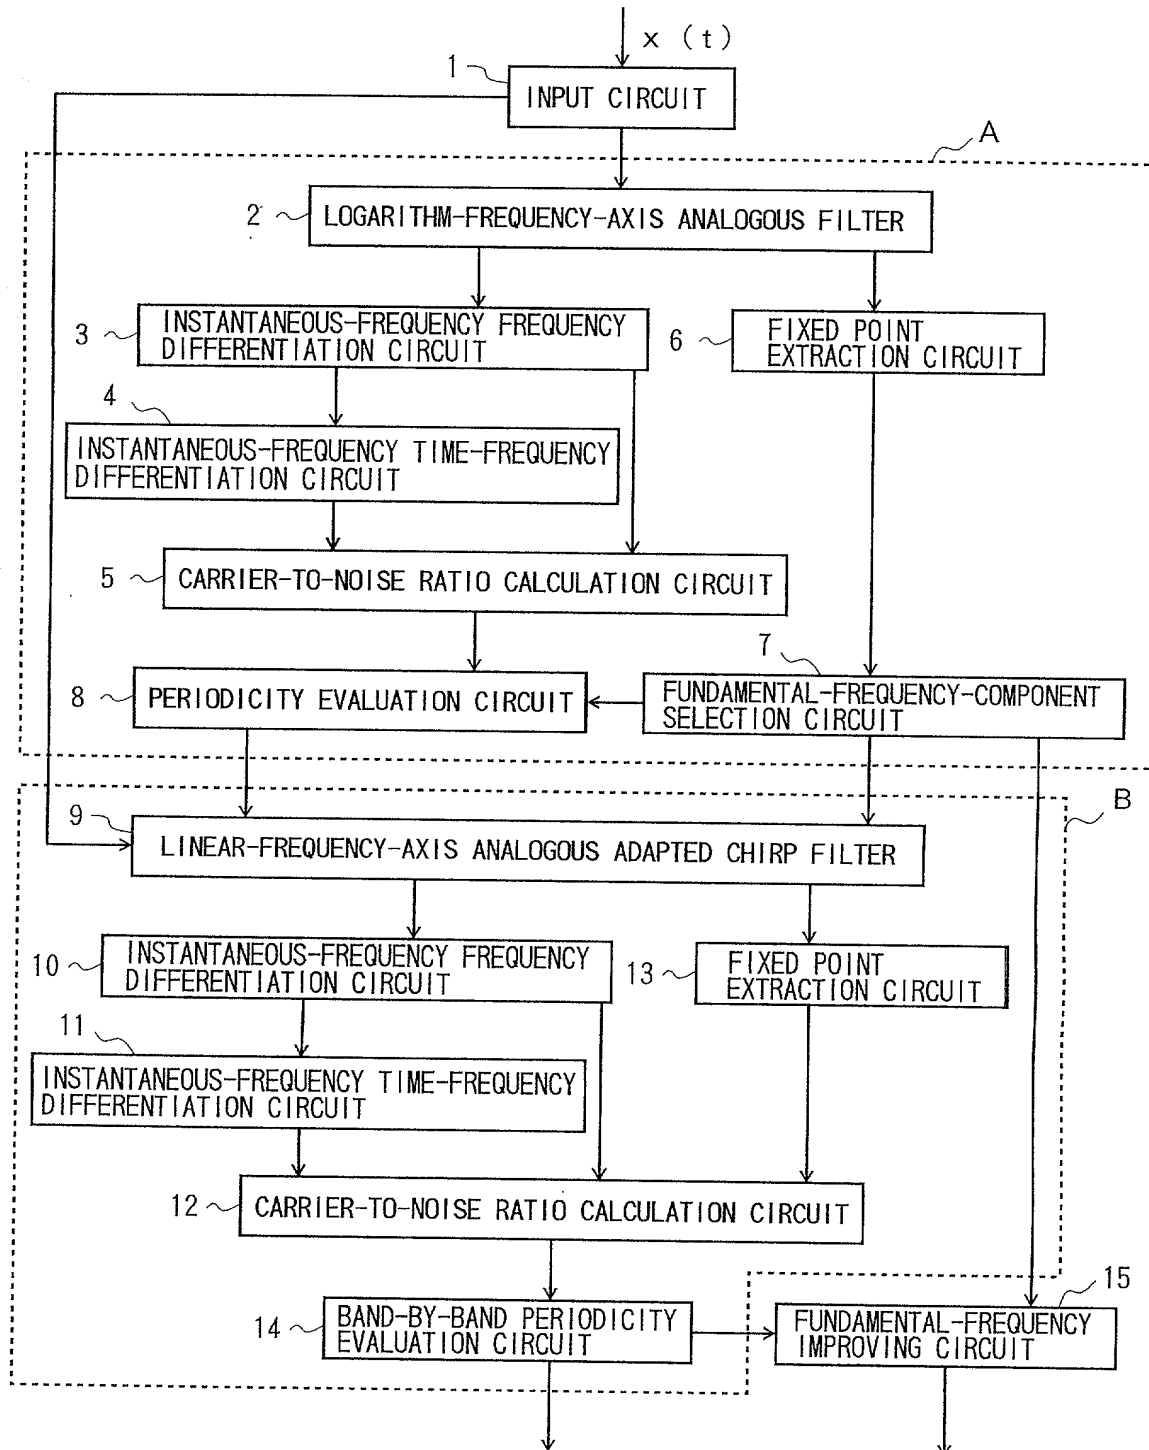 x (t)
1
INPUT CIRCUIT
A
2
LOGARITHM-FREQUENCY-AXIS ANALOGOUS FILTER
3
INSTANTANEOUS-FREQUENCY FREQUENCY
DIFFERENTIATION CIRCUIT
6
FIXED POINT
EXTRACTION CIRCUIT
4
INSTANTANEOUS-FREQUENCY TIME-FREQUENCY
DIFFERENTIATION CIRCUIT
5
CARRIER-TO-NOISE RATIO CALCULATION CIRCUIT
7
8
PERIODICITY EVALUATION CIRCUIT
FUNDAMENTAL-FREQUENCY-COMPONENT
SELECTION CIRCUIT
B
9
LINEAR-FREQUENCY-AXIS ANALOGOUS ADAPTED CHIRP FILTER
10
INSTANTANEOUS-FREQUENCY FREQUENCY
DIFFERENTIATION CIRCUIT
13
FIXED POINT
EXTRACTION CIRCUIT
11
INSTANTANEOUS-FREQUENCY TIME-FREQUENCY
DIFFERENTIATION CIRCUIT
12
CARRIER-TO-NOISE RATIO CALCULATION CIRCUIT
14
BAND-BY-BAND PERIODICITY
EVALUATION CIRCUIT
15
FUNDAMENTAL-FREQUENCY
IMPROVING CIRCUIT